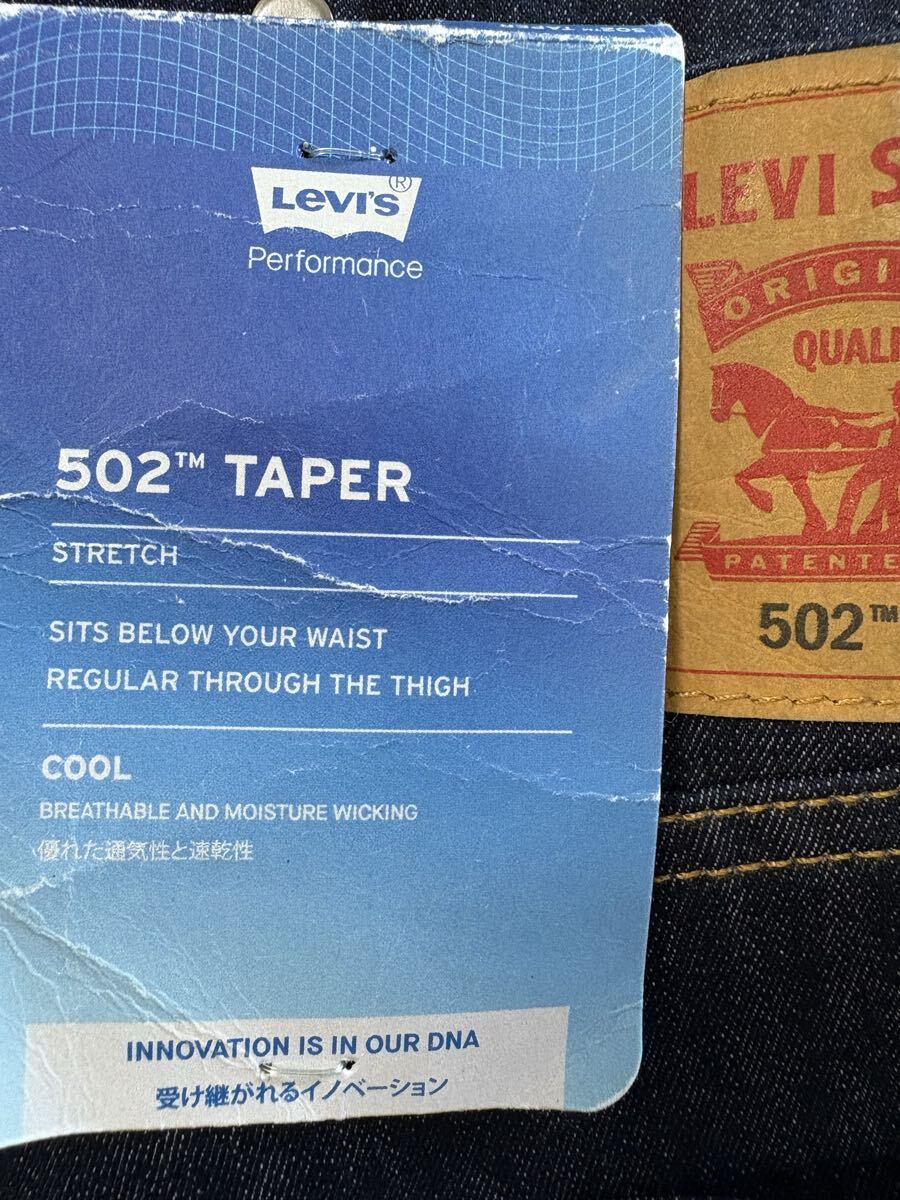 LEVI'S®
Performance
502™ TAPER
STRETCH
SITS BELOW YOUR WAIST
REGULAR THROUGH THE THIGH
COOL
BREATHABLE AND MOISTURE WICKING
優れた通気性と速乾性
INNOVATION IS IN OUR DNA
受け継がれるイノベーション
LEVI S
ORIGI
QUALI
PATENTE
502™